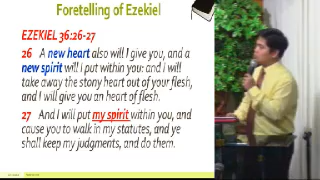 Foretelling of Ezekiel
EZEKIEL 36:26-27
26 A new heart also will I give you, and a
new spirit will I put within you: and I will
take away the stony heart out of your flesh,
and I will give you an heart of flesh.
27 And I will put my spirit within you, and
cause you to walk in my statutes, and ye
shall keep my judgments, and do them.